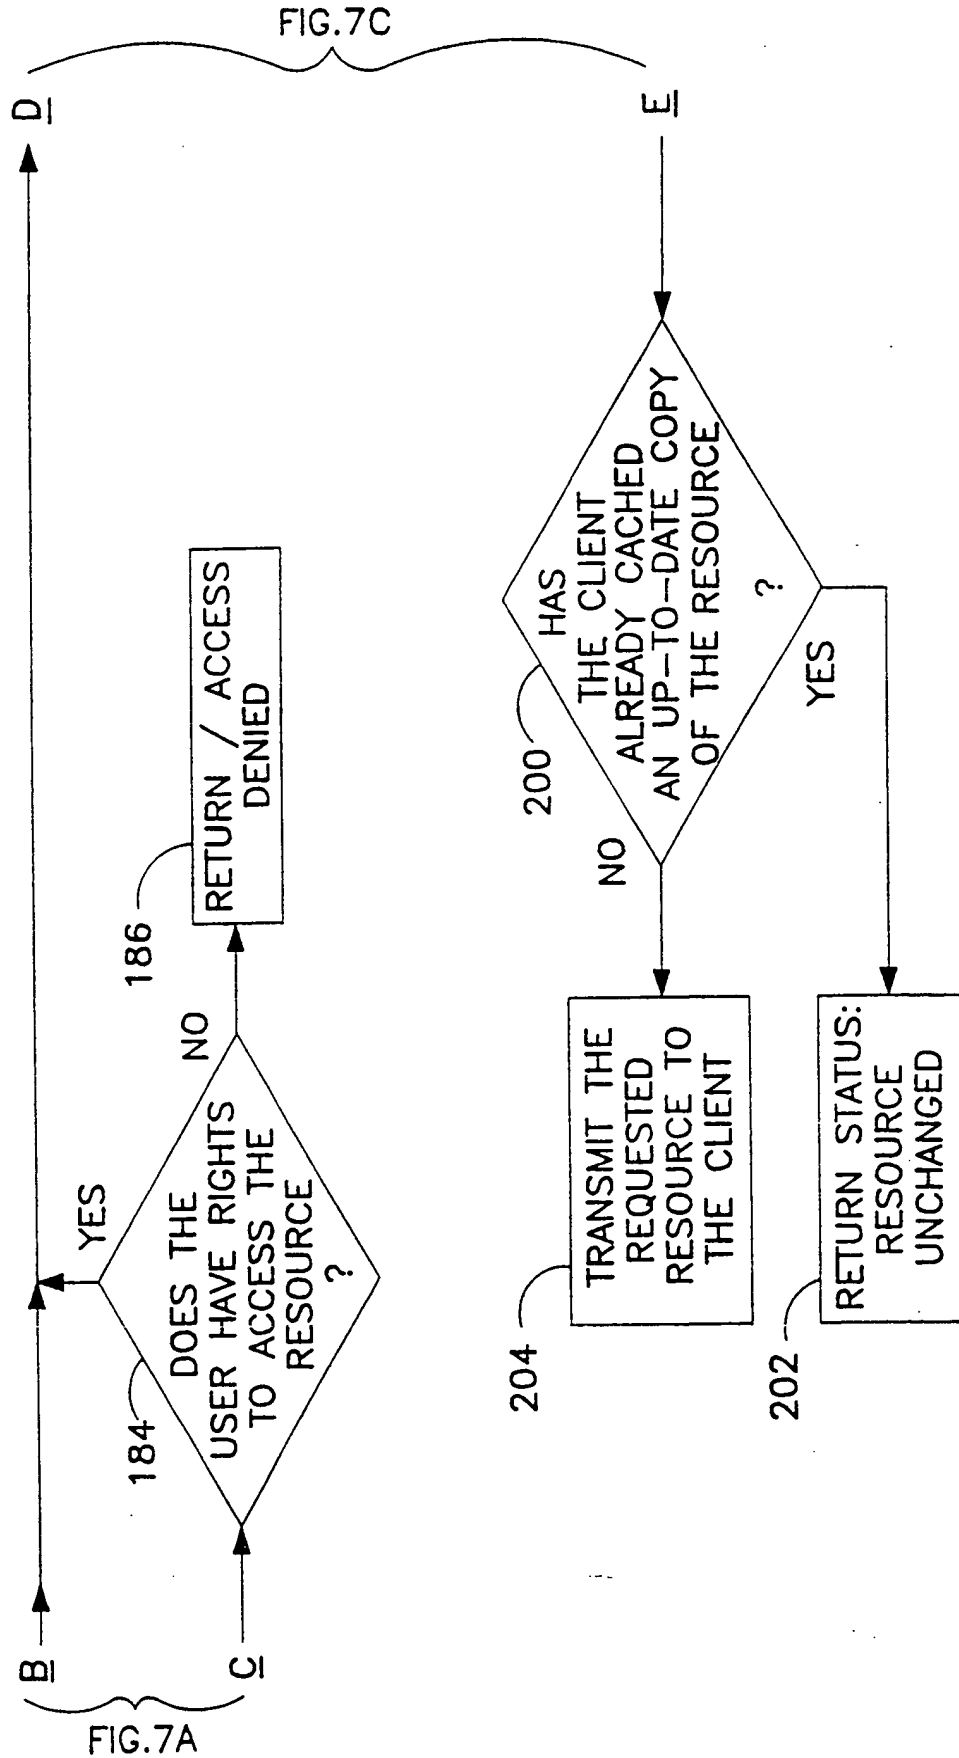 FIG.7A
B
C
184
DOES THE
USER HAVE RIGHTS
TO ACCESS THE
RESOURCE
?
YES
NO
186
RETURN / ACCESS
DENIED
D
FIG.7C
E
200
HAS
THE CLIENT
ALREADY CACHED
AN UP-TO-DATE COPY
OF THE RESOURCE
?
NO
YES
204
TRANSMIT THE
REQUESTED
RESOURCE TO
THE CLIENT
202
RETURN STATUS:
RESOURCE
UNCHANGED